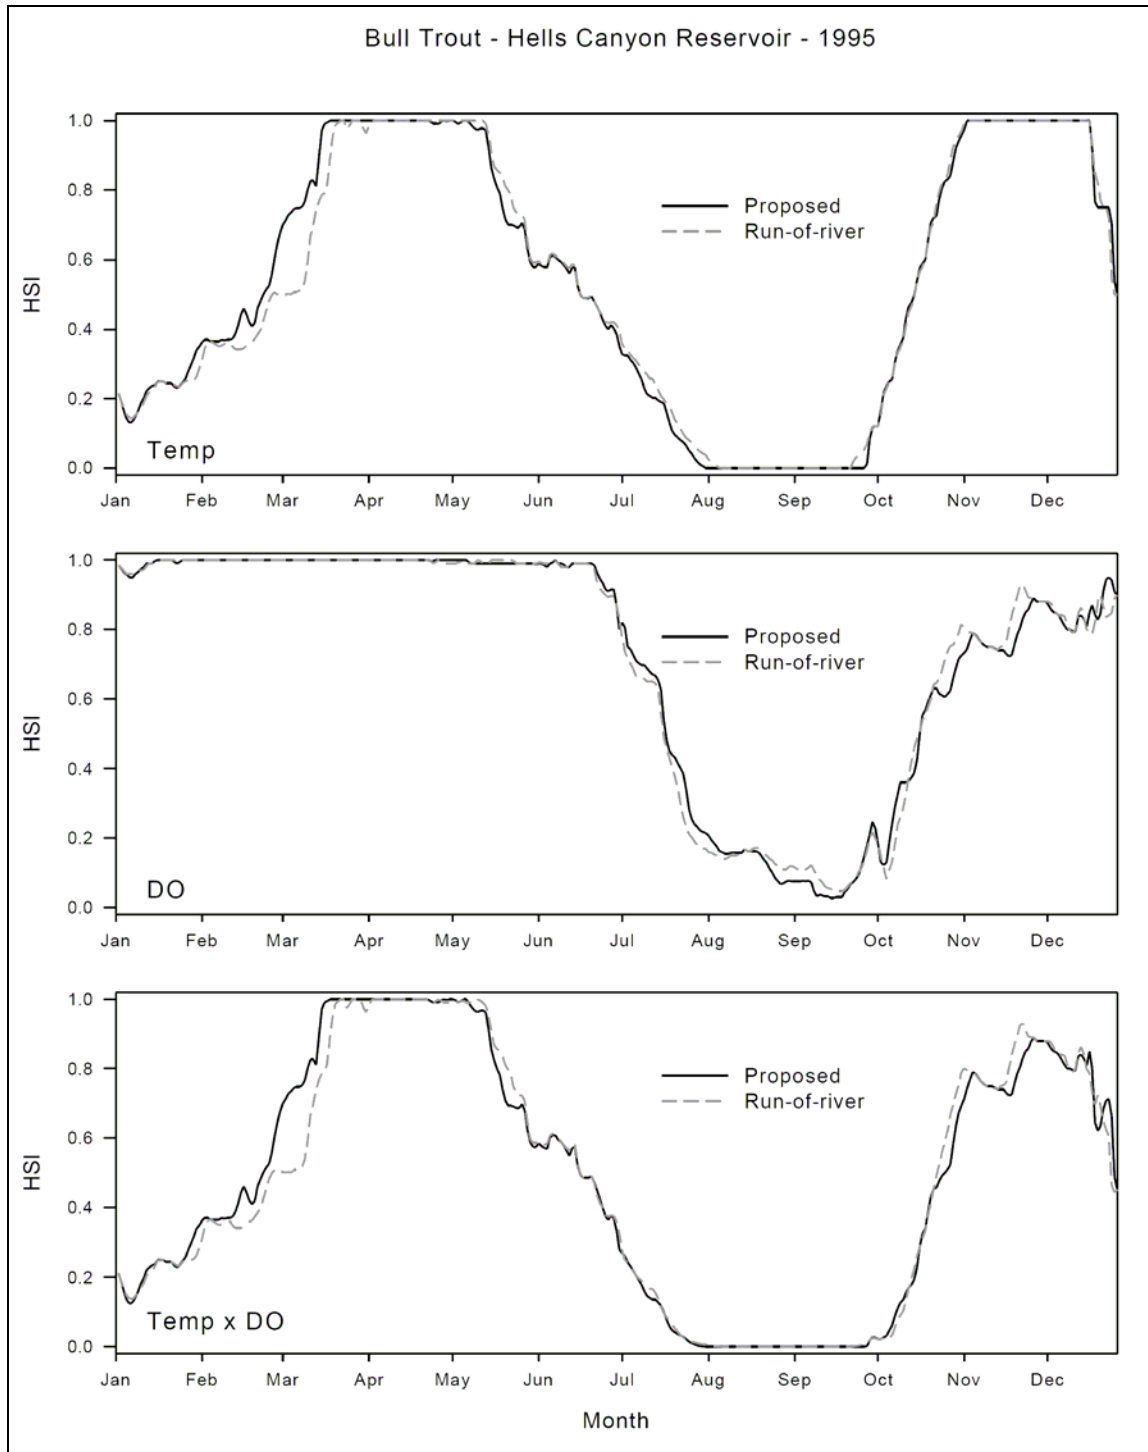 Bull Trout - Hells Canyon Reservoir - 1995
1.0
0.8
0.6
0.4
0.2
0.0
HSI
Proposed
Run-of-river
Temp
Jan Feb Mar Apr May Jun Jul Aug Sep Oct Nov Dec
1.0
0.8
0.6
0.4
0.2
0.0
HSI
Proposed
Run-of-river
DO
Jan Feb Mar Apr May Jun Jul Aug Sep Oct Nov Dec
1.0
0.8
0.6
0.4
0.2
0.0
HSI
Proposed
Run-of-river
Temp x DO
Jan Feb Mar Apr May Jun Jul Aug Sep Oct Nov Dec
Month